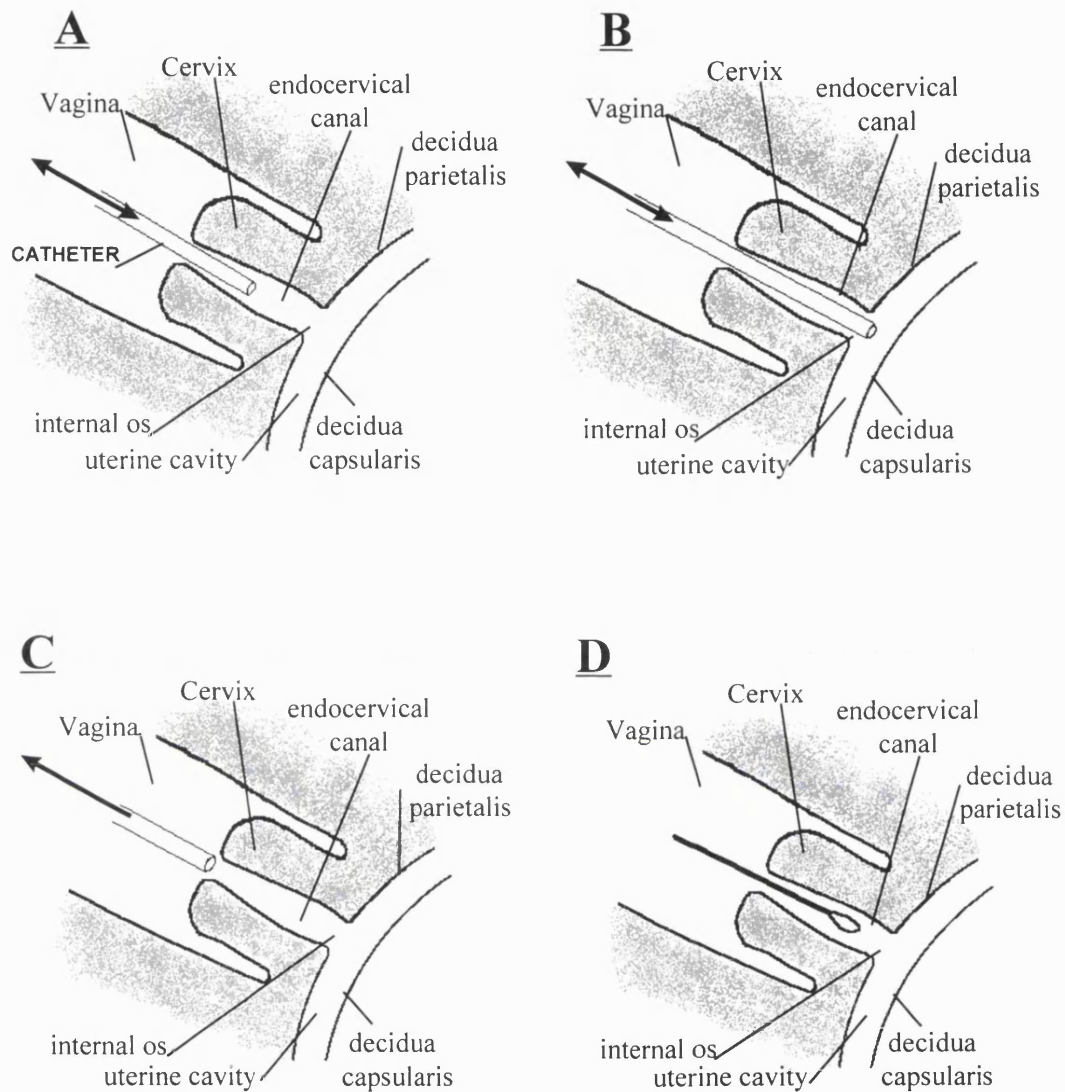 A
Cervix
Vagina
endocervical
canal
decidua
parietalis
CATHETER
internal os
uterine cavity
decidua
capsularis
B
Cervix
Vagina
endocervical
canal
decidua
parietalis
internal os
uterine cavity
decidua
capsularis
C
Cervix
Vagina
endocervical
canal
decidua
parietalis
internal os
uterine cavity
decidua
capsularis
D
Cervix
Vagina
endocervical
canal
decidua
parietalis
internal os
uterine cavity
decidua
capsularis